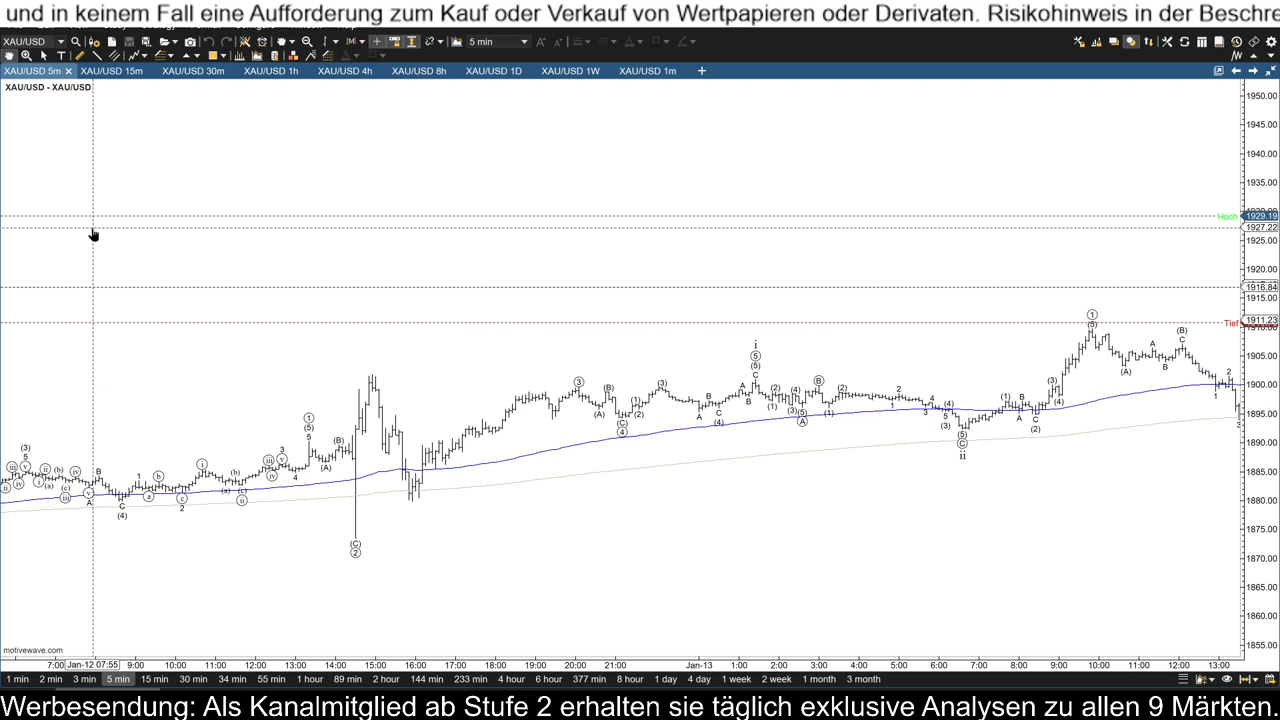 und in keinem Fall eine Aufforderung zum Kauf oder Verkauf von Wertpapieren oder Derivaten. Risikohinweis in der Beschre
XAU/USD
5 min
XAU/USD 5m XAU/USD 15m XAU/USD 30m XAU/USD 1h XAU/USD 4h XAU/USD 8h XAU/USD 1D XAU/USD 1W XAU/USD 1m
XAU/USD - XAU/USD
1950.00
1945.00
1940.00
1935.00
Hoch 1929.19
1927.22
1925.00
1920.00
1916.84
1915.00
Tief 1911.23
1910.00
1905.00
1900.00
1895.00
1890.00
1885.00
1880.00
1875.00
1870.00
1865.00
1860.00
1855.00
motivewave.com
7:00 Jan-12 07:55 9:00 10:00 11:00 12:00 13:00 14:00 15:00 16:00 17:00 18:00 19:00 20:00 21:00 Jan-13 1:00 2:00 3:00 4:00 5:00 6:00 7:00 8:00 9:00 10:00 11:00 12:00 13:00
1 min 2 min 3 min 5 min 15 min 30 min 34 min 55 min 1 hour 89 min 2 hour 144 min 233 min 4 hour 6 hour 377 min 8 hour 1 day 4 day 1 week 2 week 1 month 3 month
Werbesendung: Als Kanalmitglied ab Stufe 2 erhalten sie täglich exklusive Analysen zu allen 9 Märkten.